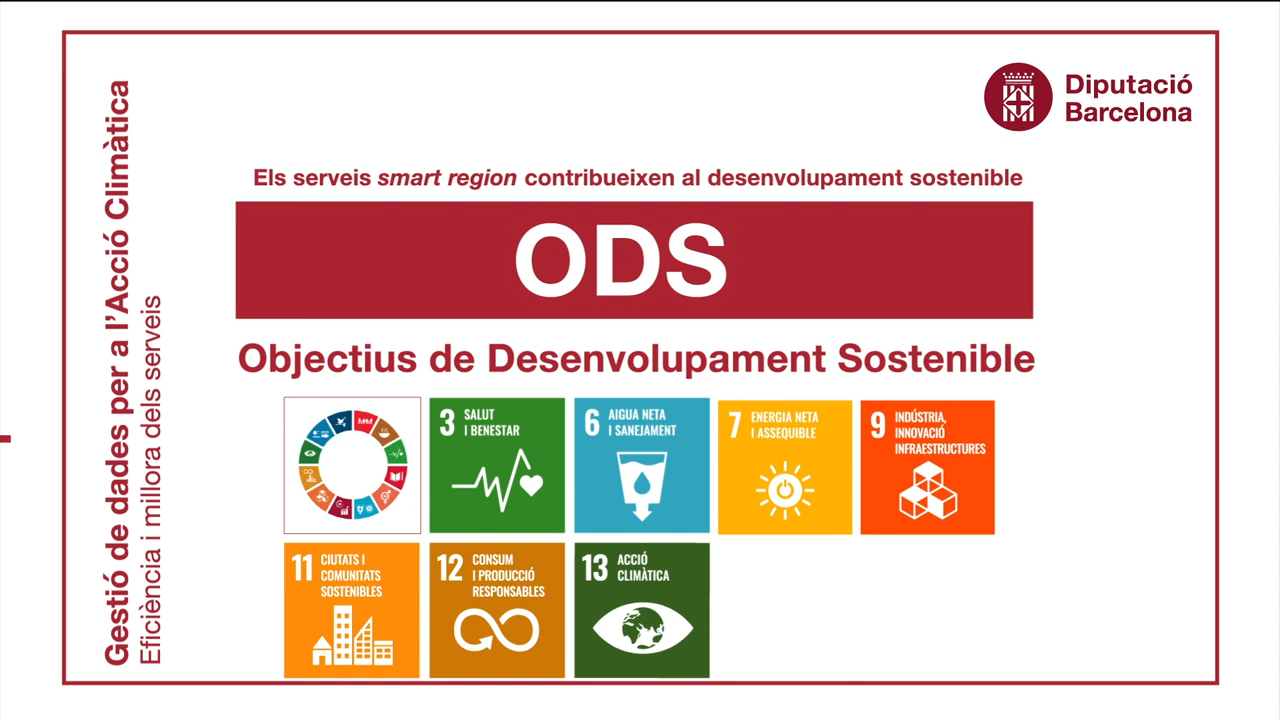 Gestió de dades per a l'Acció Climàtica
Eficiència i millora dels serveis
Diputació
Barcelona
Els serveis smart region contribueixen al desenvolupament sostenible
ODS
Objectius de Desenvolupament Sostenible
3 SALUT
I BENESTAR
6 AIGUA NETA
I SANEJAMENT
7 ENERGIA NETA
I ASSEQUIBLE
9 INDÚSTRIA,
INNOVACIÓ
INFRAESTRUCTURES
11 CIUTATS I
COMUNITATS
SOSTENIBLES
12 CONSUM
I PRODUCCIÓ
RESPONSABLES
13 ACCIÓ
CLIMÀTICA